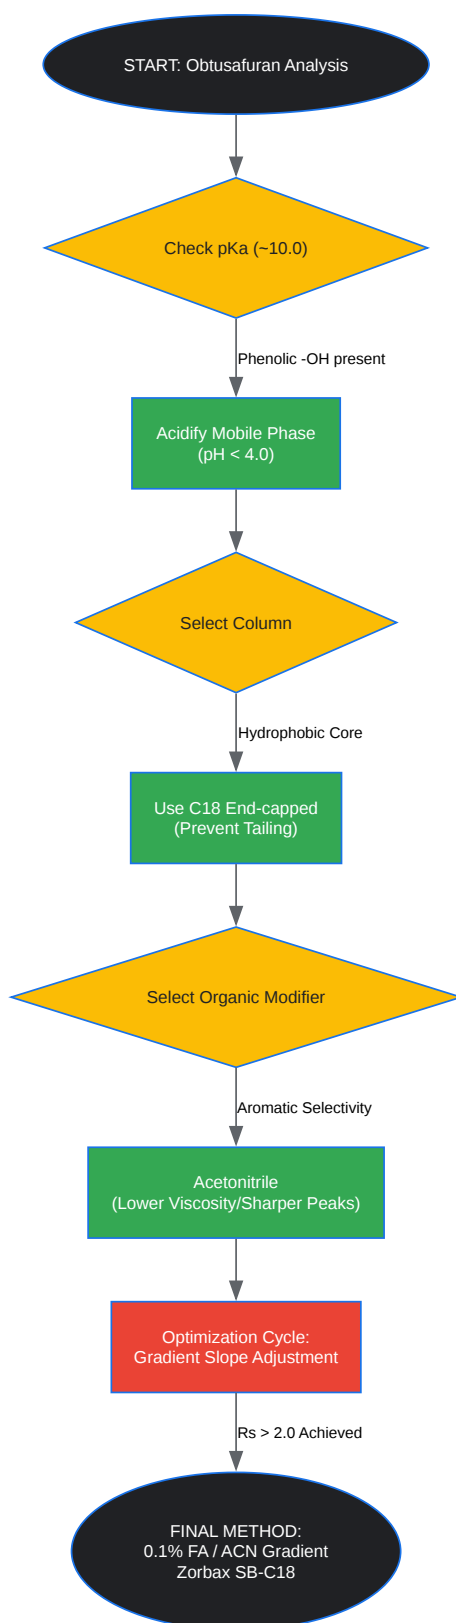 START: Obtusafuran Analysis
Check pKa (~10.0)
Phenolic -OH present
Acidify Mobile Phase
(pH < 4.0)
Select Column
Hydrophobic Core
Use C18 End-capped
(Prevent Tailing)
Select Organic Modifier
Aromatic Selectivity
Acetonitrile
(Lower Viscosity/Sharper Peaks)
Optimization Cycle:
Gradient Slope Adjustment
Rs > 2.0 Achieved
FINAL METHOD:
0.1% FA / ACN Gradient
Zorbax SB-C18